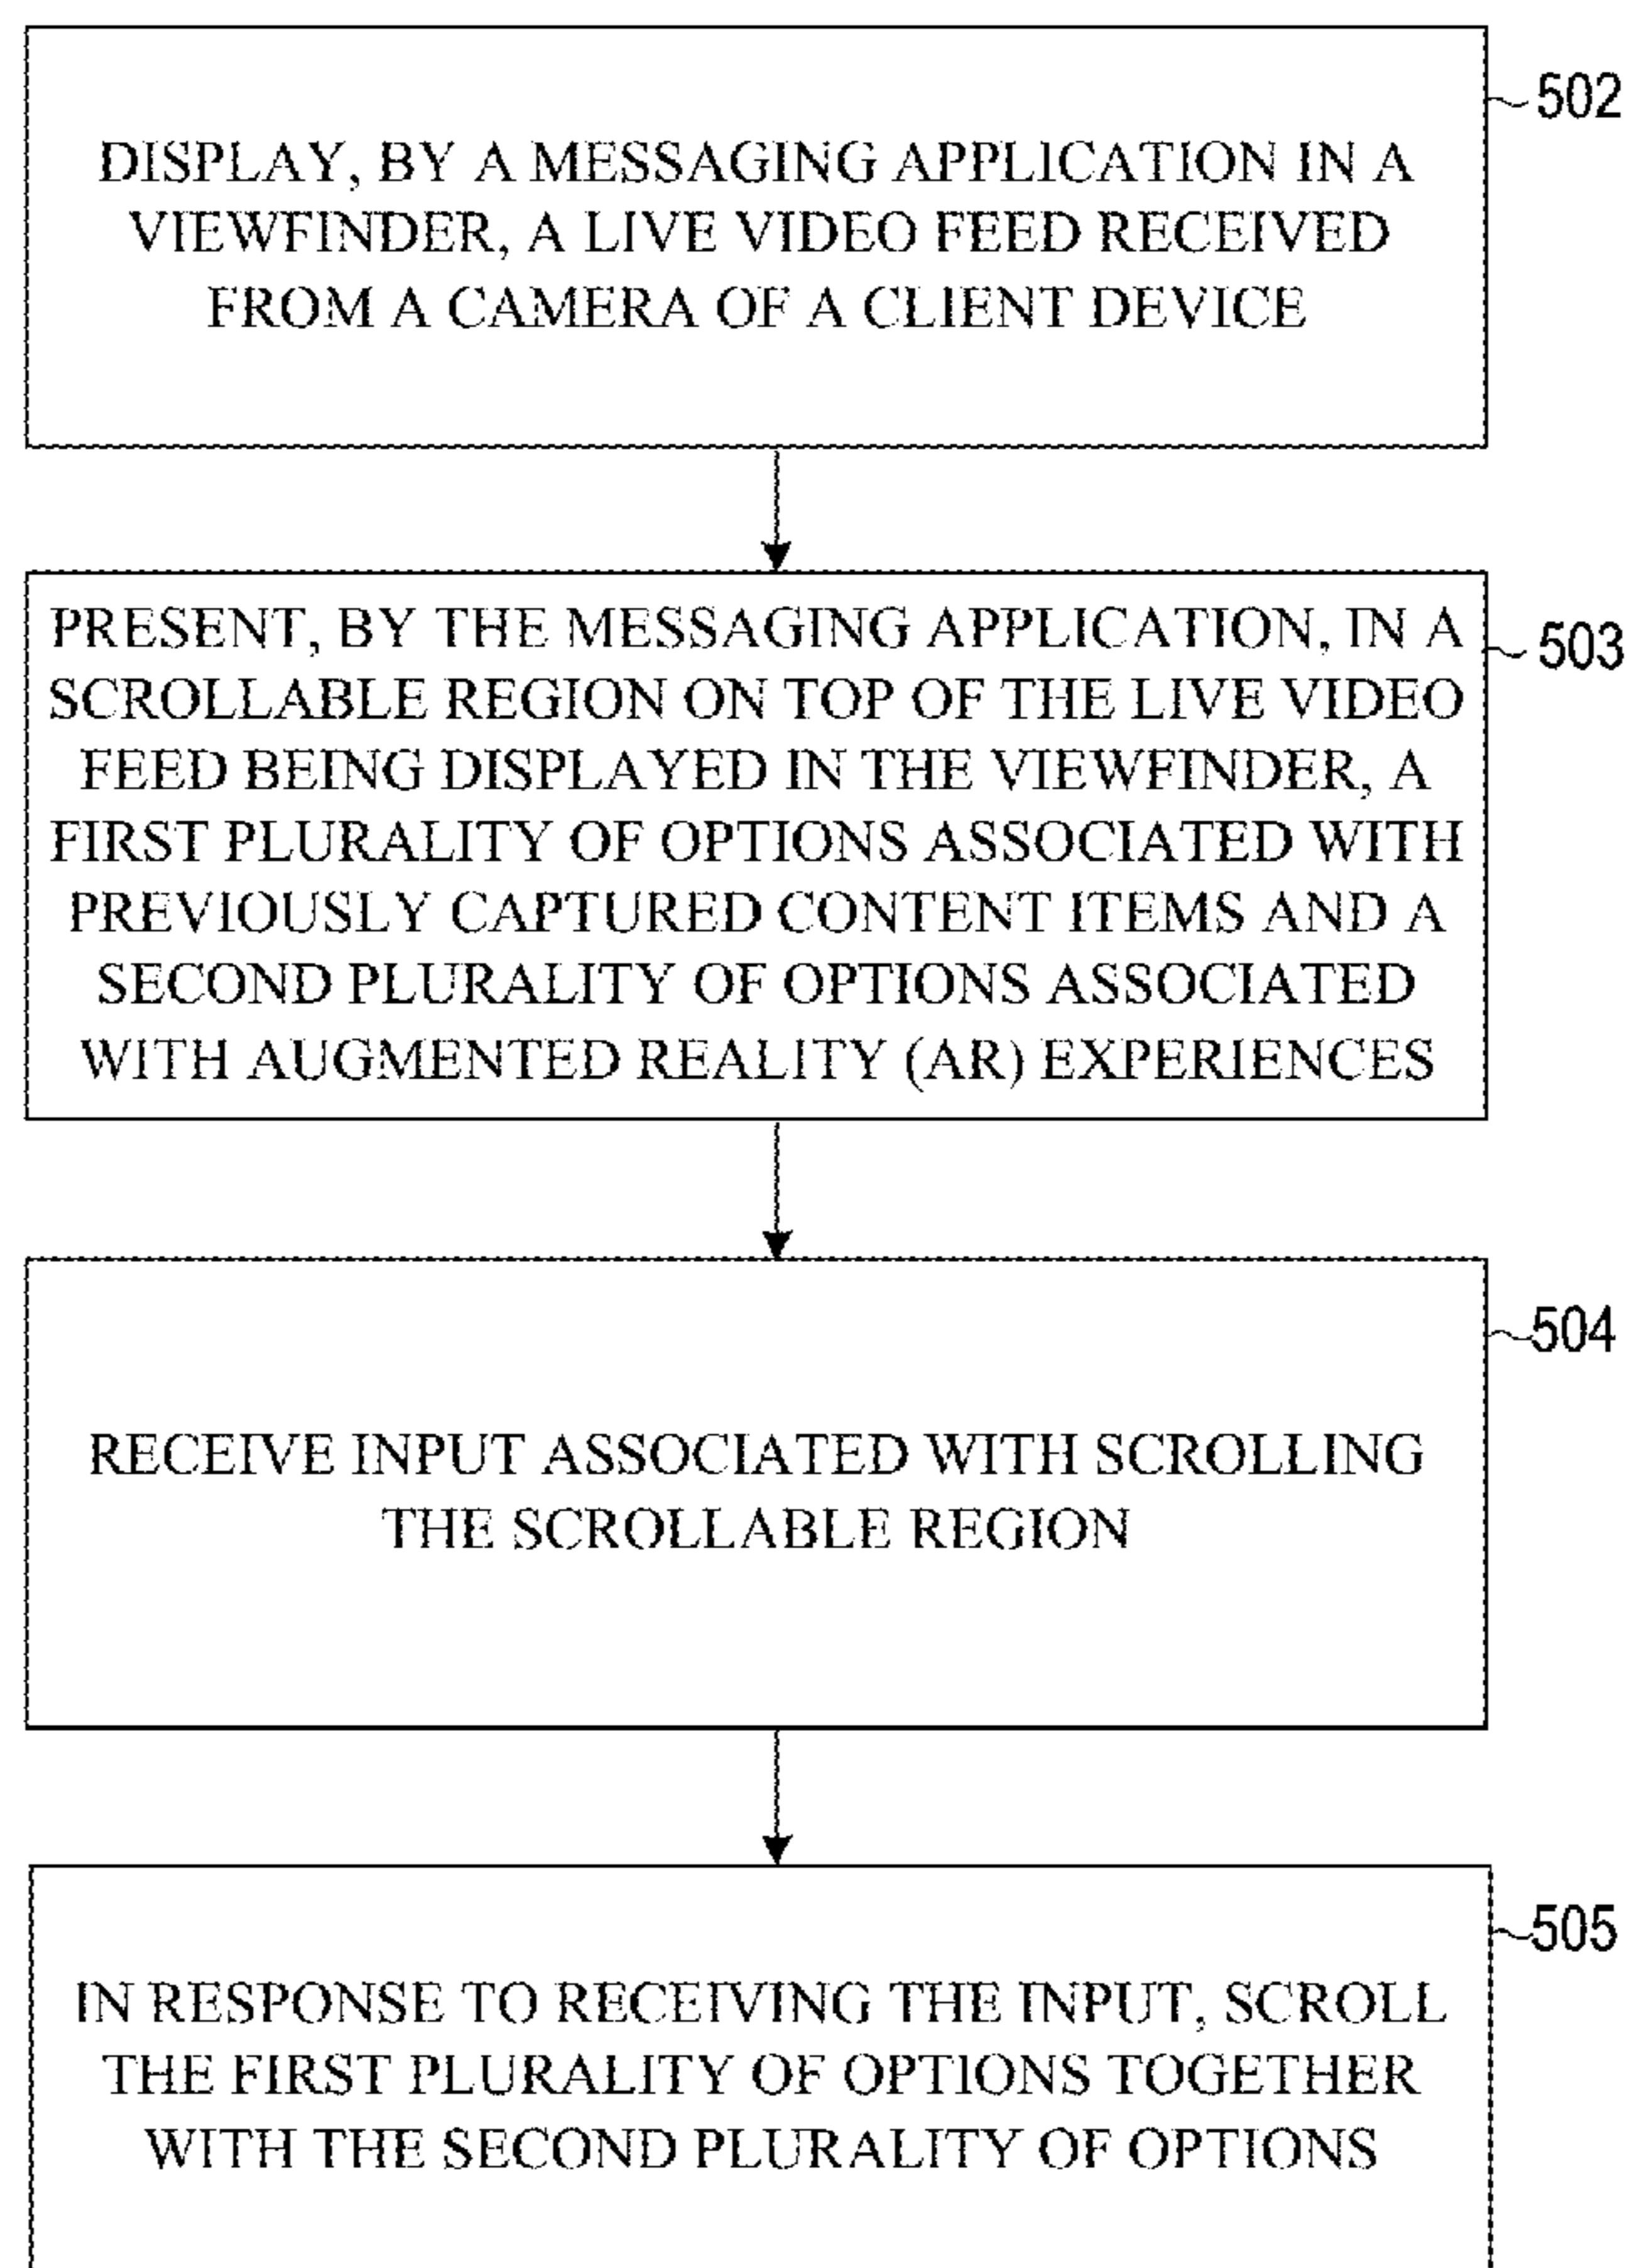 502
DISPLAY, BY A MESSAGING APPLICATION IN A
VIEWFINDER, A LIVE VIDEO FEED RECEIVED
FROM A CAMERA OF A CLIENT DEVICE
503
PRESENT, BY THE MESSAGING APPLICATION, IN A
SCROLLABLE REGION ON TOP OF THE LIVE VIDEO
FEED BEING DISPLAYED IN THE VIEWFINDER, A
FIRST PLURALITY OF OPTIONS ASSOCIATED WITH
PREVIOUSLY CAPTURED CONTENT ITEMS AND A
SECOND PLURALITY OF OPTIONS ASSOCIATED
WITH AUGMENTED REALITY (AR) EXPERIENCES
504
RECEIVE INPUT ASSOCIATED WITH SCROLLING
THE SCROLLABLE REGION
505
IN RESPONSE TO RECEIVING THE INPUT, SCROLL
THE FIRST PLURALITY OF OPTIONS TOGETHER
WITH THE SECOND PLURALITY OF OPTIONS